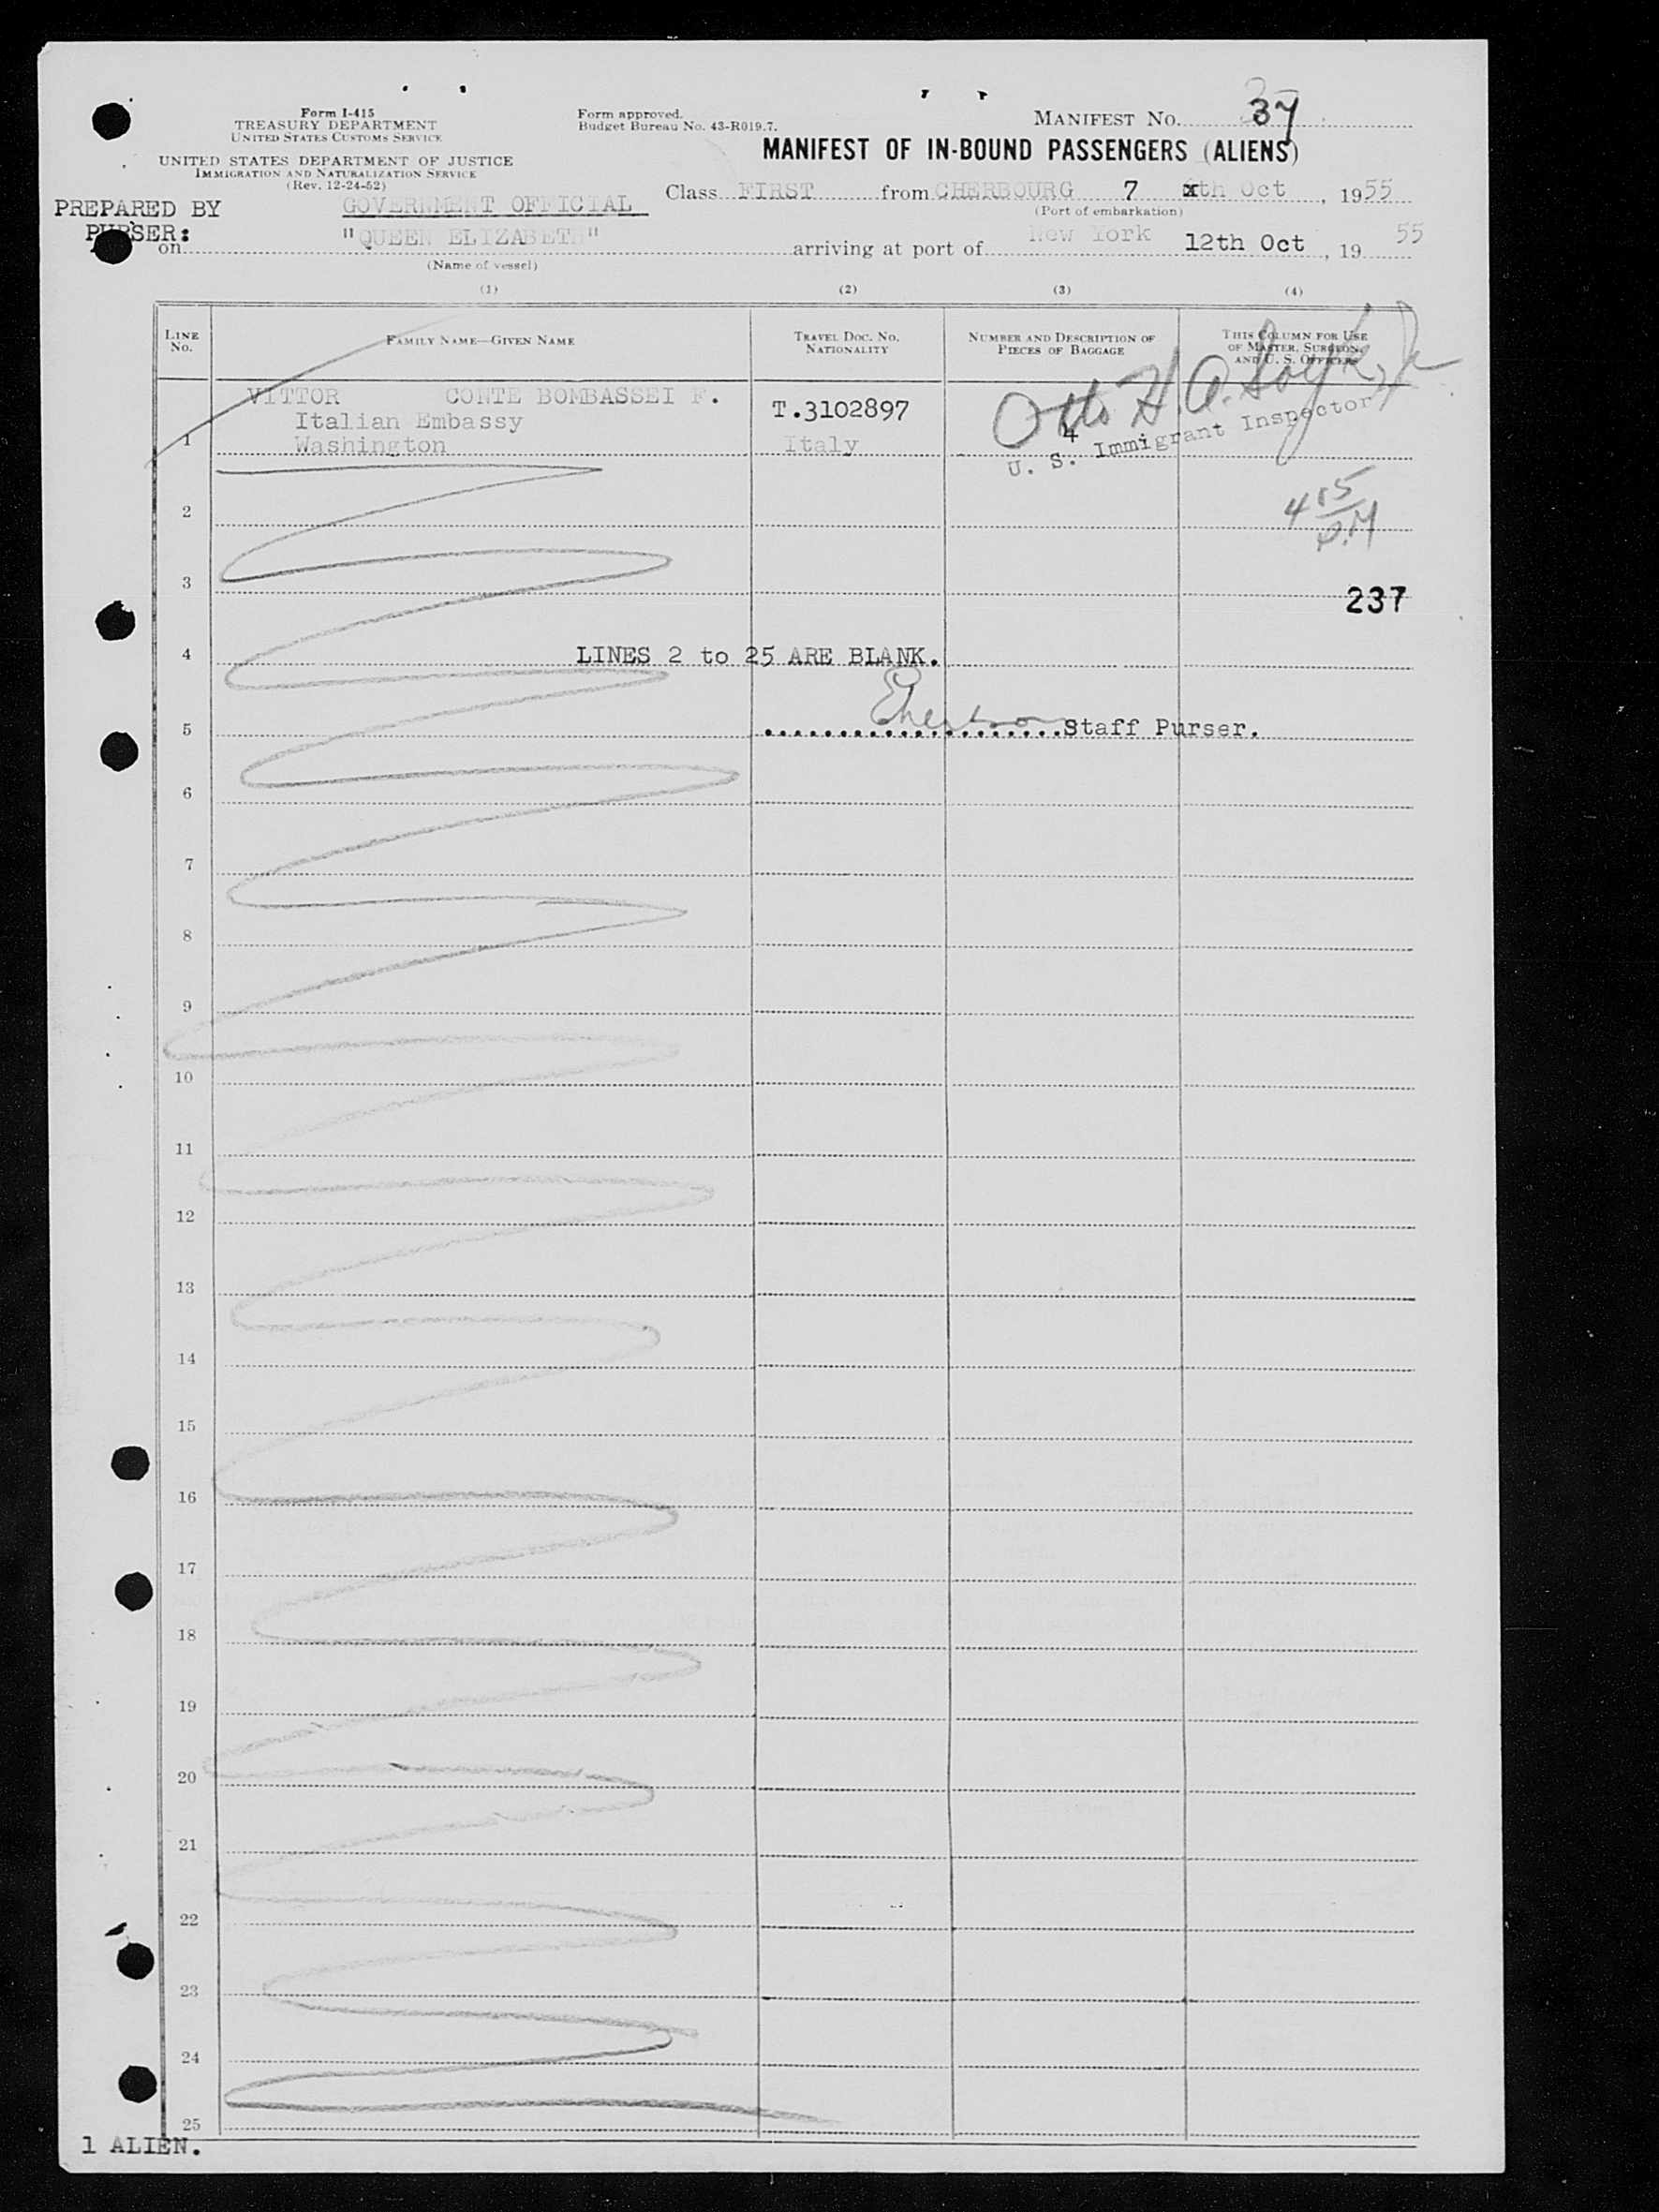 Form I-415
TREASURY DEPARTMENT
UNITED STATES CUSTOMS SERVICE
UNITED STATES DEPARTMENT OF JUSTICE
IMMIGRATION AND NATURALIZATION SERVICE
(Rev. 12-24-52)
Form approved.
Budget Bureau No. 43-R019.7.
MANIFEST No. 37
MANIFEST OF IN-BOUND PASSENGERS (ALIENS)
PREPARED BY
PURSER:
GOVERNMENT OFFICIAL
Class FIRST from CHERBOURG 7 th Oct, 1955
(Port of embarkation)
on "QUEEN ELIZABETH" arriving at port of New York 12th Oct, 19 55
(Name of vessel)
(1) (2) (3) (4)
LINE No. FAMILY NAME—GIVEN NAME TRAVEL DOC. NO. NATIONALITY NUMBER AND DESCRIPTION OF PIECES OF BAGGAGE THIS COLUMN FOR USE OF MASTER, SURGEON, AND U. S. OFFICERS
VITTOR CONTE BOMBASSEI F. T.3102897
Italian Embassy 4
1 Washington Italy
Otto H. A.
U. S. Immigrant Inspector
2
4 15 P.M
3
237
4 LINES 2 to 25 ARE BLANK.
5 Staff Purser.
6
7
8
9
10
11
12
13
14
15
16
17
18
19
20
21
22
23
24
25
1 ALIEN.